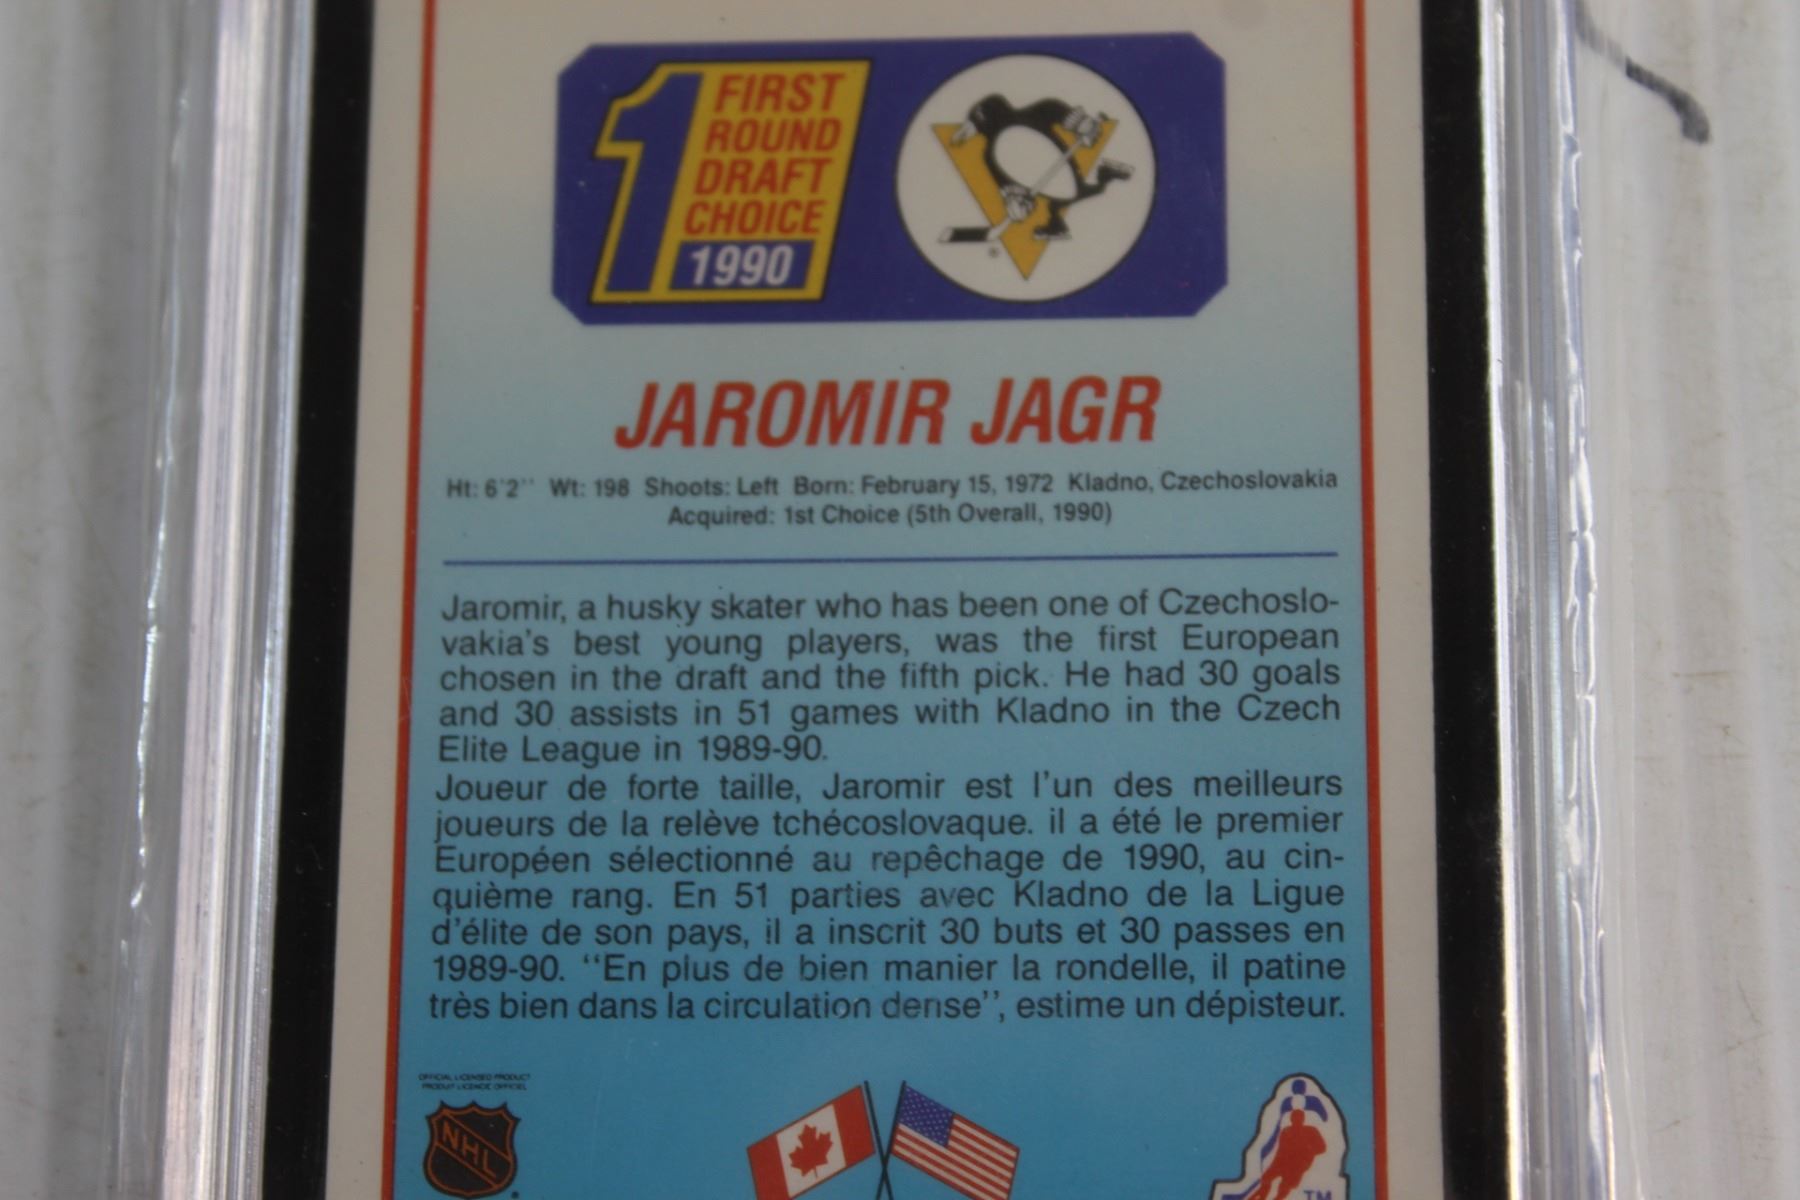 1 FIRST
ROUND
DRAFT
CHOICE
1990
JAROMIR JAGR
Ht: 6'2'' Wt: 198 Shoots: Left Born: February 15, 1972 Kladno, Czechoslovakia
Acquired: 1st Choice (5th Overall, 1990)
Jaromir, a husky skater who has been one of Czechoslo-
vakia's best young players, was the first European
chosen in the draft and the fifth pick. He had 30 goals
and 30 assists in 51 games with Kladno in the Czech
Elite League in 1989-90.
Joueur de forte taille, Jaromir est l'un des meilleurs
joueurs de la relève tchécoslovaque. il a été le premier
Européen sélectionné au repêchage de 1990, au cin-
quième rang. En 51 parties avec Kladno de la Ligue
d'élite de son pays, il a inscrit 30 buts et 30 passes en
1989-90. ''En plus de bien manier la rondelle, il patine
très bien dans la circulation dense'', estime un dépisteur.
OFFICIAL LICENSED PRODUCT
PRODUIT LICENCIÉ OFFICIEL
NHL
TM